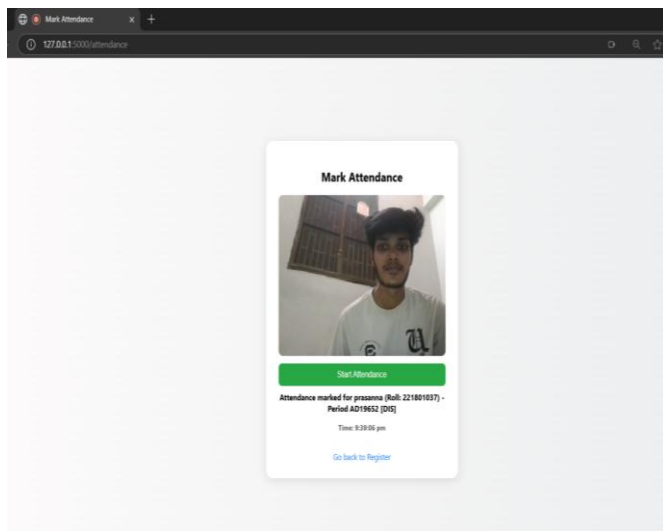 Mark Attendance
127.0.0.1:5000/attendance
Mark Attendance
Start Attendance
Attendance marked for prasanna (Roll: 221801037) -
Period AD19652 [DIS]
Time: 9:39:06 pm
Go back to Register